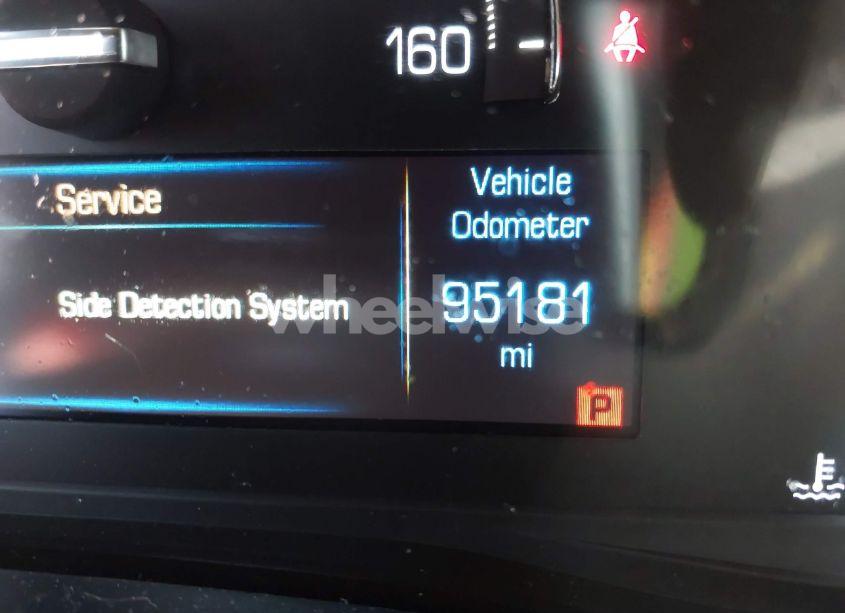 160
Service
Vehicle
Odometer
Side Detection System
95181
mi
P
wheelwise